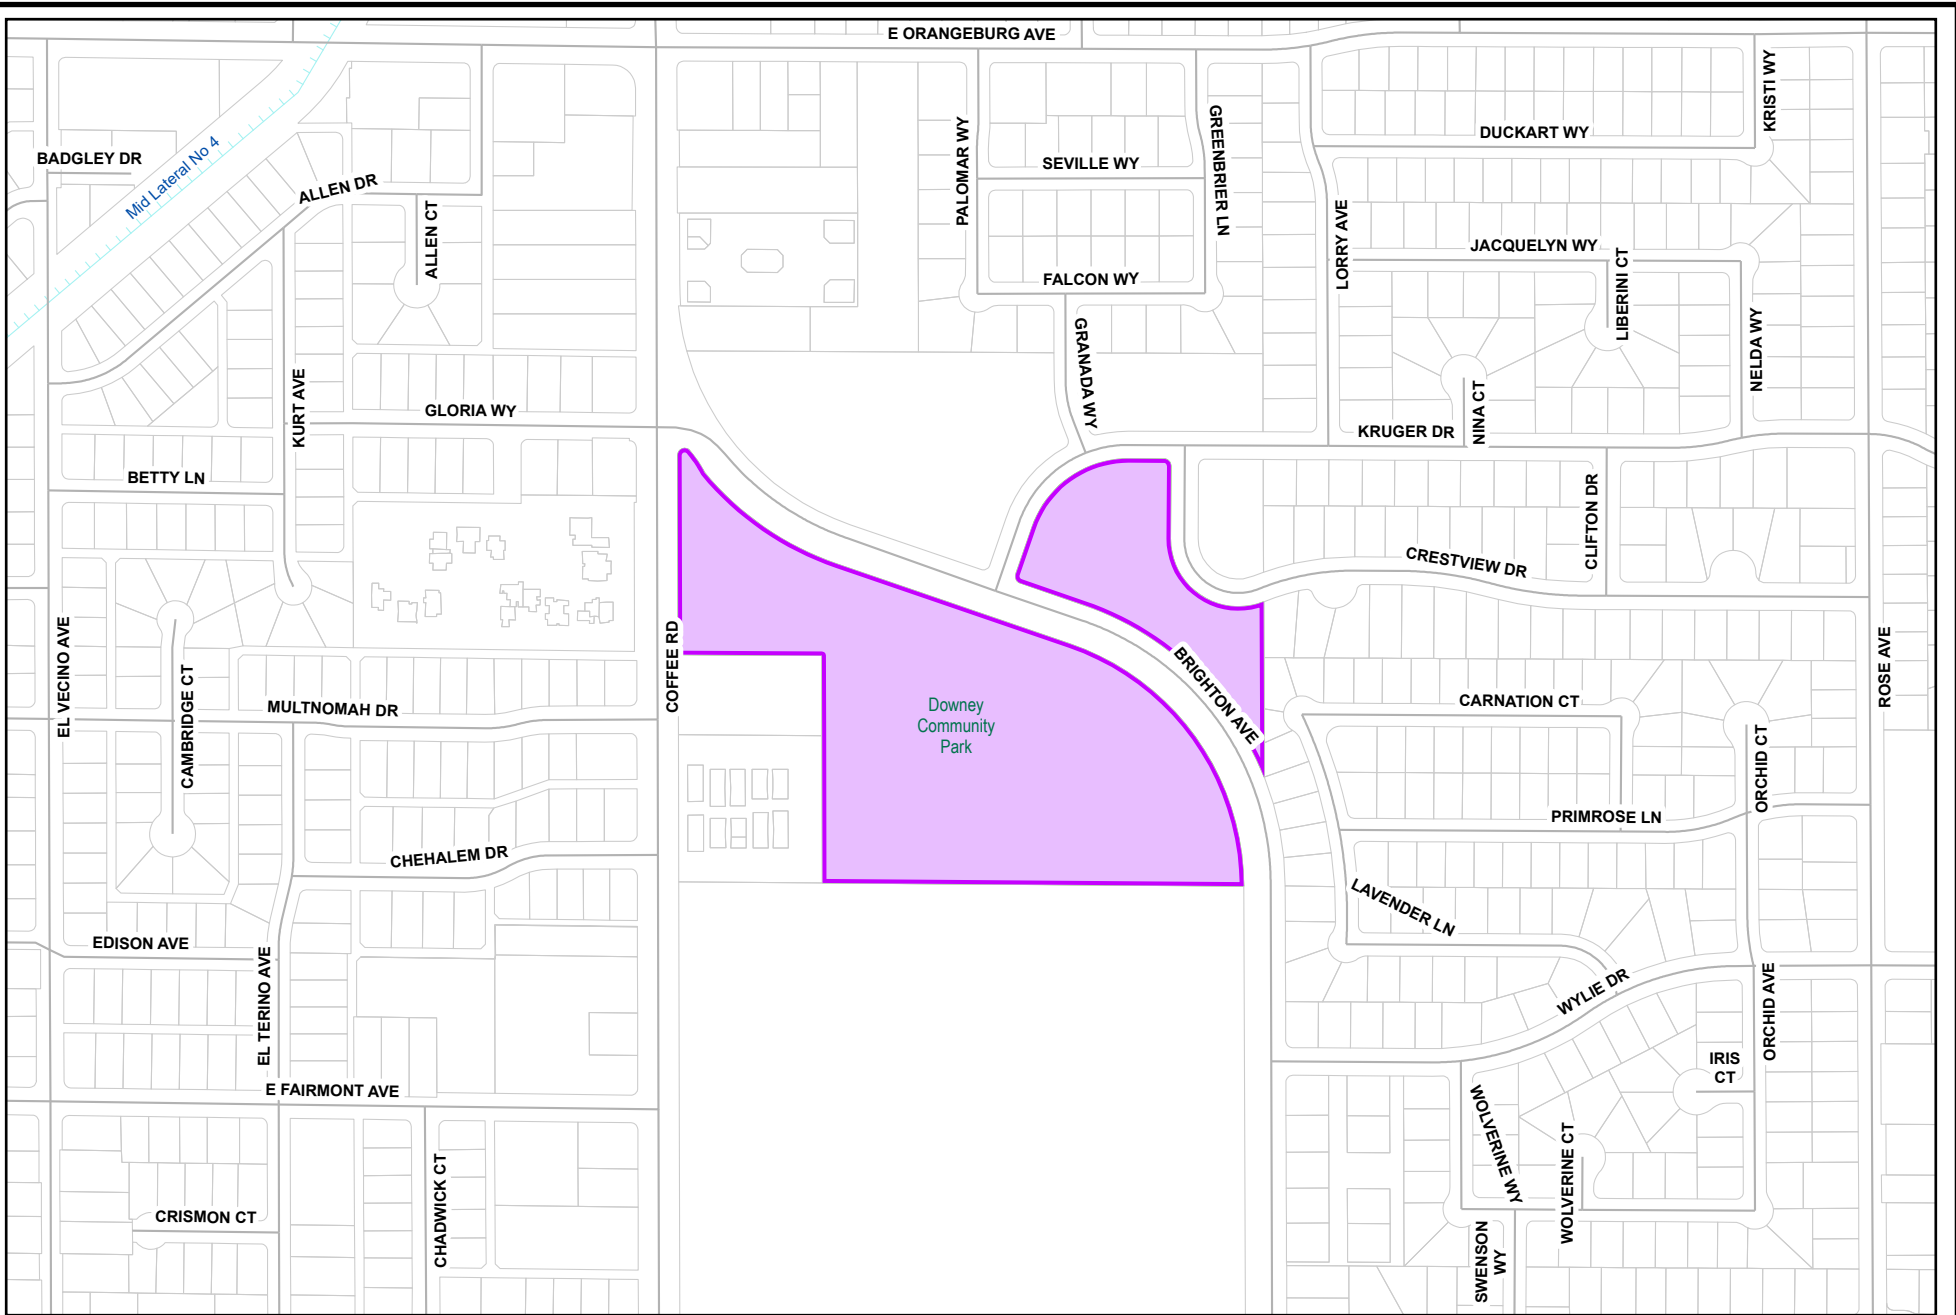 E ORANGEBURG AVE
KRISTI WY
DUCKART WY
GREENBRIER LN
PALOMAR WY
SEVILLE WY
BADGLEY DR
Mid Lateral No 4
ALLEN DR
ALLEN CT
LORRY AVE
JACQUELYN WY
LIBERINI CT
FALCON WY
GRANADA WY
NELDA WY
KURT AVE
GLORIA WY
NINA CT
KRUGER DR
BETTY LN
CLIFTON DR
CRESTVIEW DR
EL VECINO AVE
CAMBRIDGE CT
COFFEE RD
BRIGHTON AVE
ROSE AVE
MULTNOMAH DR
CARNATION CT
Downey
Community
Park
ORCHID CT
PRIMROSE LN
CHEHALEM DR
LAVENDER LN
EDISON AVE
EL TERINO AVE
WYLIE DR
ORCHID AVE
IRIS
CT
E FAIRMONT AVE
WOLVERINE WY
WOLVERINE CT
CHADWICK CT
CRISMON CT
SWENSON
WY